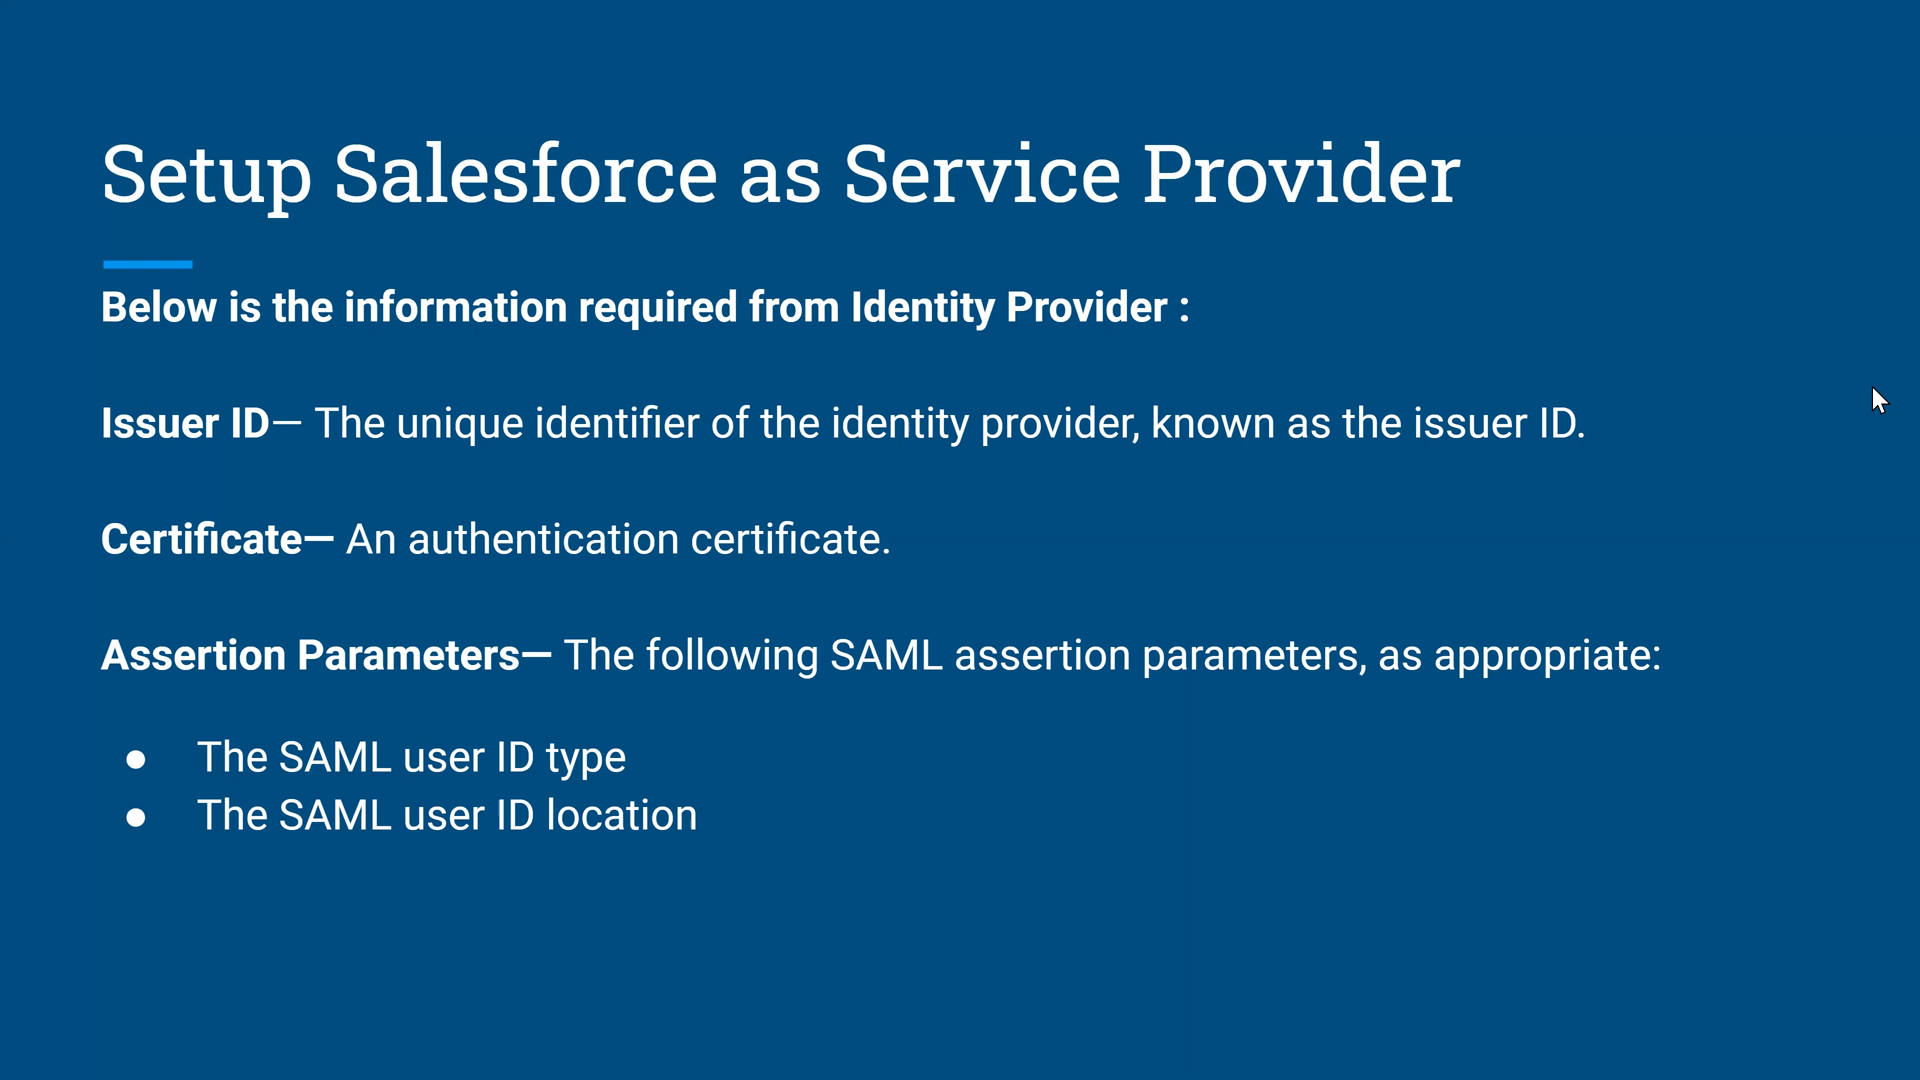 Setup Salesforce as Service Provider
Below is the information required from Identity Provider :
Issuer ID— The unique identifier of the identity provider, known as the issuer ID.
Certificate— An authentication certificate.
Assertion Parameters— The following SAML assertion parameters, as appropriate:
● The SAML user ID type
● The SAML user ID location